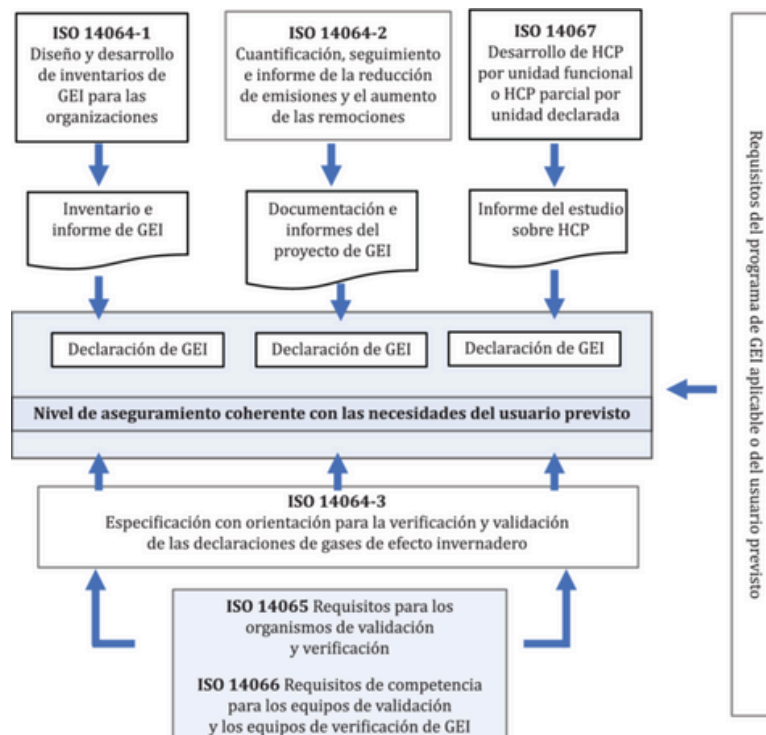 ISO 14064-1
Diseño y desarrollo
de inventarios de
GEI para las
organizaciones
ISO 14064-2
Cuantificación, seguimiento
e informe de la reducción
de emisiones y el aumento
de las remociones
ISO 14067
Desarrollo de HCP
por unidad funcional
o HCP parcial por
unidad declarada
Inventario e
informe de GEI
Documentación e
informes del
proyecto de GEI
Informe del estudio
sobre HCP
Declaración de GEI
Declaración de GEI
Declaración de GEI
Nivel de aseguramiento coherente con las necesidades del usuario previsto
ISO 14064-3
Especificación con orientación para la verificación y validación
de las declaraciones de gases de efecto invernadero
ISO 14065 Requisitos para los
organismos de validación
y verificación
ISO 14066 Requisitos de competencia
para los equipos de validación
y los equipos de verificación de GEI
Requisitos del programa de GEI aplicable o del usuario previsto